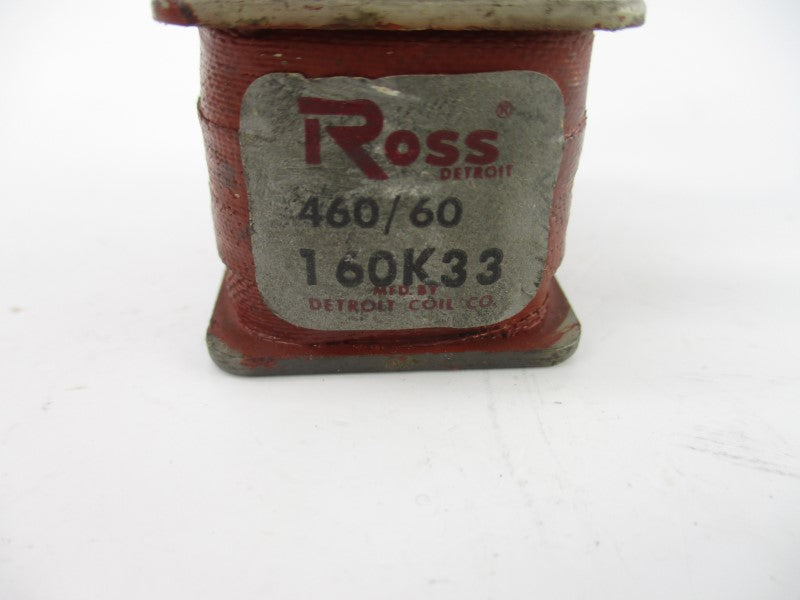 Ross®
DETROIT
460/60
160K33
MFD. BY
DETROIT COIL CO.